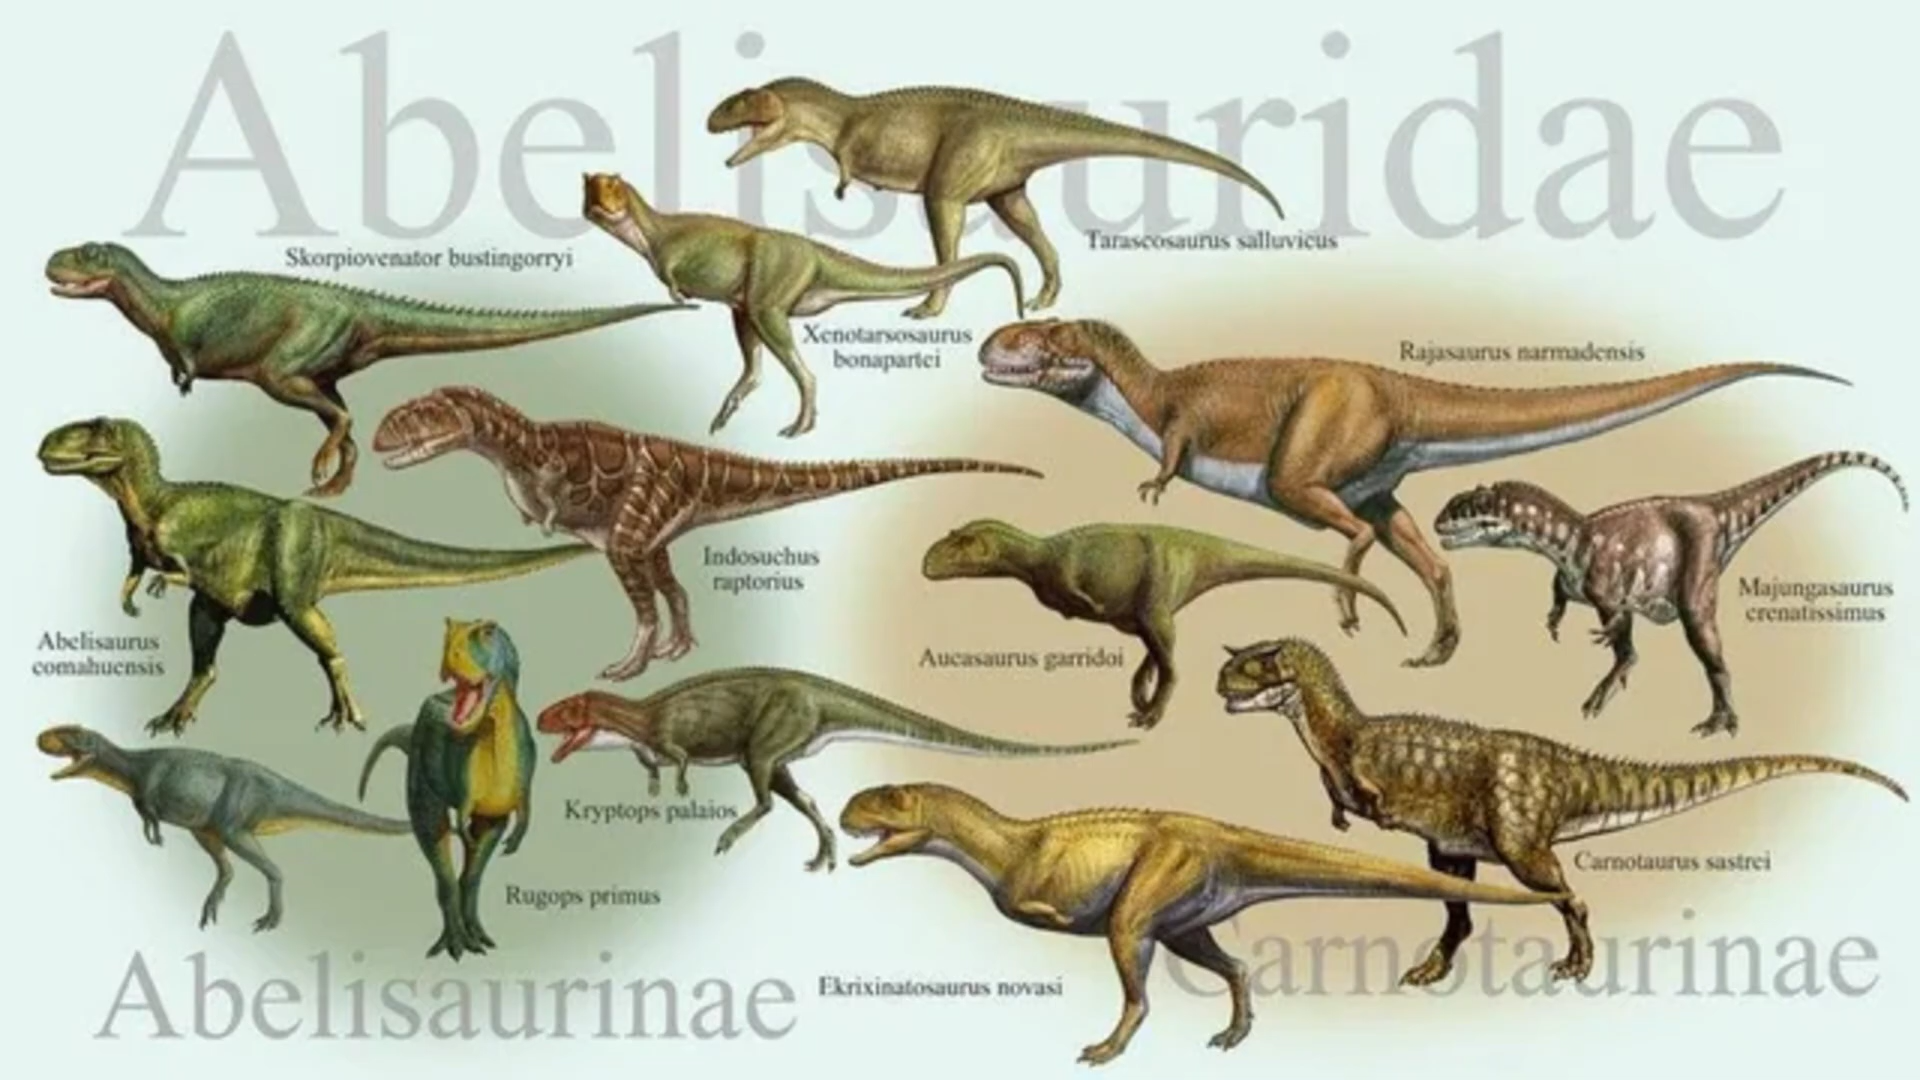 Abelisauridae
Skorpiovenator bustingorryi
Tarascosaurus salluvicus
Xenotarsosaurus
bonapartei
Rajasaurus narmadensis
Indosuchus
raptorius
Majungasaurus
crenatissimus
Abelisaurus
comahuensis
Aucasaurus garridoi
Kryptops palaios
Carnotaurus sastrei
Rugops primus
Ekrixinatosaurus novasi
Abelisaurinae
Carnotaurinae